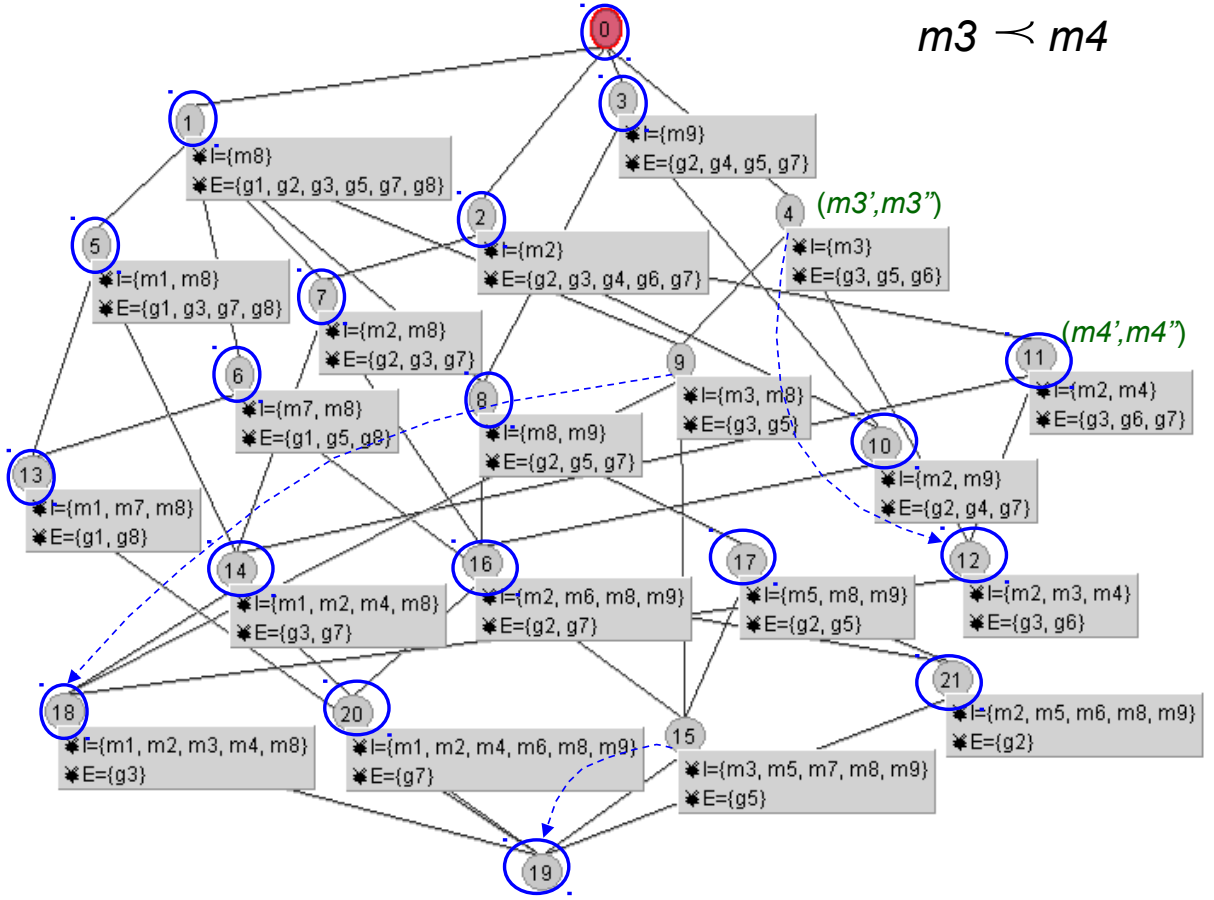 m3 ≺ m4
0
3
I={m9}
E={g2, g4, g5, g7}
1
I={m8}
E={g1, g2, g3, g5, g7, g8}
2
I={m2}
E={g2, g3, g4, g6, g7}
4
(m3',m3")
I={m3}
E={g3, g5, g6}
5
I={m1, m8}
E={g1, g3, g7, g8}
7
I={m2, m8}
E={g2, g3, g7}
9
I={m3, m8}
E={g3, g5}
11
(m4',m4")
I={m2, m4}
E={g3, g6, g7}
6
I={m7, m8}
E={g1, g5, g8}
8
I={m8, m9}
E={g2, g5, g7}
10
I={m2, m9}
E={g2, g4, g7}
13
I={m1, m7, m8}
E={g1, g8}
14
I={m1, m2, m4, m8}
E={g3, g7}
16
I={m2, m6, m8, m9}
E={g2, g7}
17
I={m5, m8, m9}
E={g2, g5}
12
I={m2, m3, m4}
E={g3, g6}
18
I={m1, m2, m3, m4, m8}
E={g3}
20
I={m1, m2, m4, m6, m8, m9}
E={g7}
15
I={m3, m5, m7, m8, m9}
E={g5}
21
I={m2, m5, m6, m8, m9}
E={g2}
19